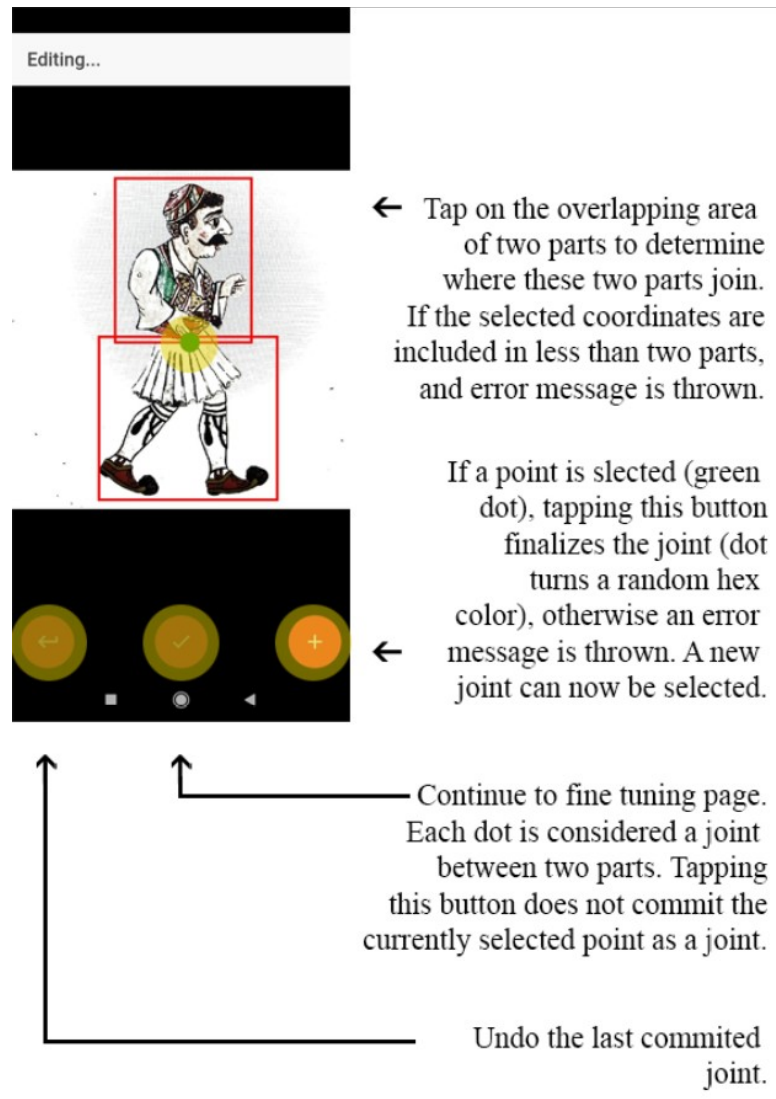 Editing...
← Tap on the overlapping area
of two parts to determine
where these two parts join.
If the selected coordinates are
included in less than two parts,
and error message is thrown.
If a point is slected (green
dot), tapping this button
finalizes the joint (dot
turns a random hex
color), otherwise an error
← message is thrown. A new
joint can now be selected.
Continue to fine tuning page.
Each dot is considered a joint
between two parts. Tapping
this button does not commit the
currently selected point as a joint.
Undo the last commited
joint.